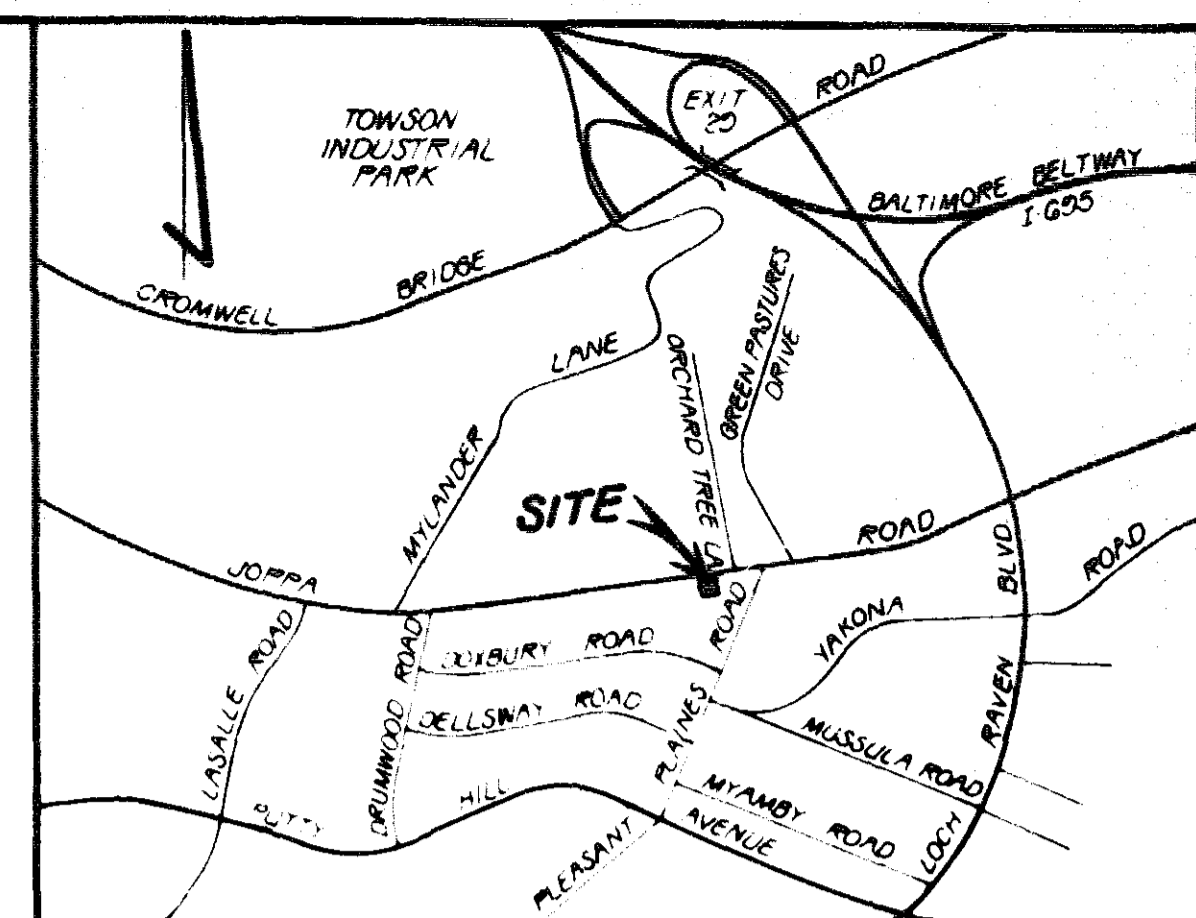 TOWSON
INDUSTRIAL
PARK
EXIT
29
ROAD
BALTIMORE BELTWAY
I-695
CROMWELL
BRIDGE
MYLANDER
LANE
ORCHARD TREE LA
GREEN PASTURES
DRIVE
SITE
JOPPA
ROAD
LASALLE ROAD
DRUMWOOD ROAD
DOXBURY ROAD
DELLSWAY ROAD
PUTTY
HILL
AVENUE
PLEASANT
PLAINES
ROAD
YAKONA
ROAD
MUSSULA ROAD
MYAMBY ROAD
LOCH
RAVEN
BLVD.